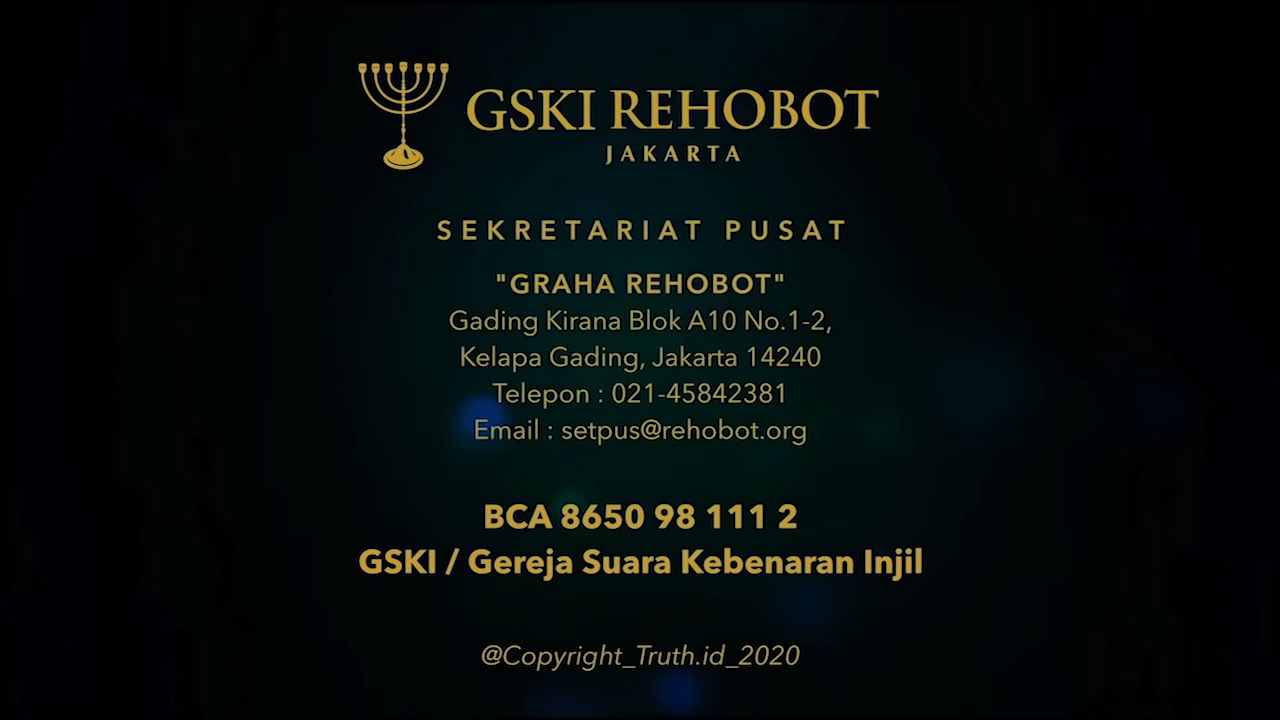 GSKI REHOBOT
JAKARTA
SEKRETARIAT PUSAT
"GRAHA REHOBOT"
Gading Kirana Blok A10 No.1-2,
Kelapa Gading, Jakarta 14240
Telepon : 021-45842381
Email : setpus@rehobot.org
BCA 8650 98 111 2
GSKI / Gereja Suara Kebenaran Injil
@Copyright_Truth.id_2020